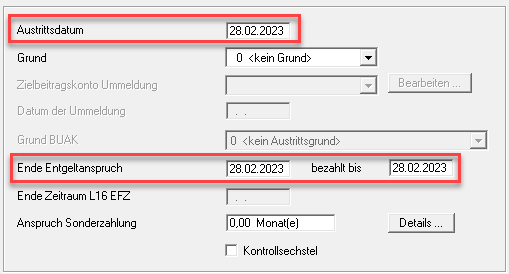 Austrittsdatum 28.02.2023
Grund 0 <kein Grund>
Zielbeitragskonto Ummeldung Bearbeiten ...
Datum der Ummeldung . .
Grund BUAK 0 <kein Austrittsgrund>
Ende Entgeltanspruch 28.02.2023 bezahlt bis 28.02.2023
Ende Zeitraum L16 EFZ . .
Anspruch Sonderzahlung 0,00 Monat(e) Details ...
Kontrollsechstel